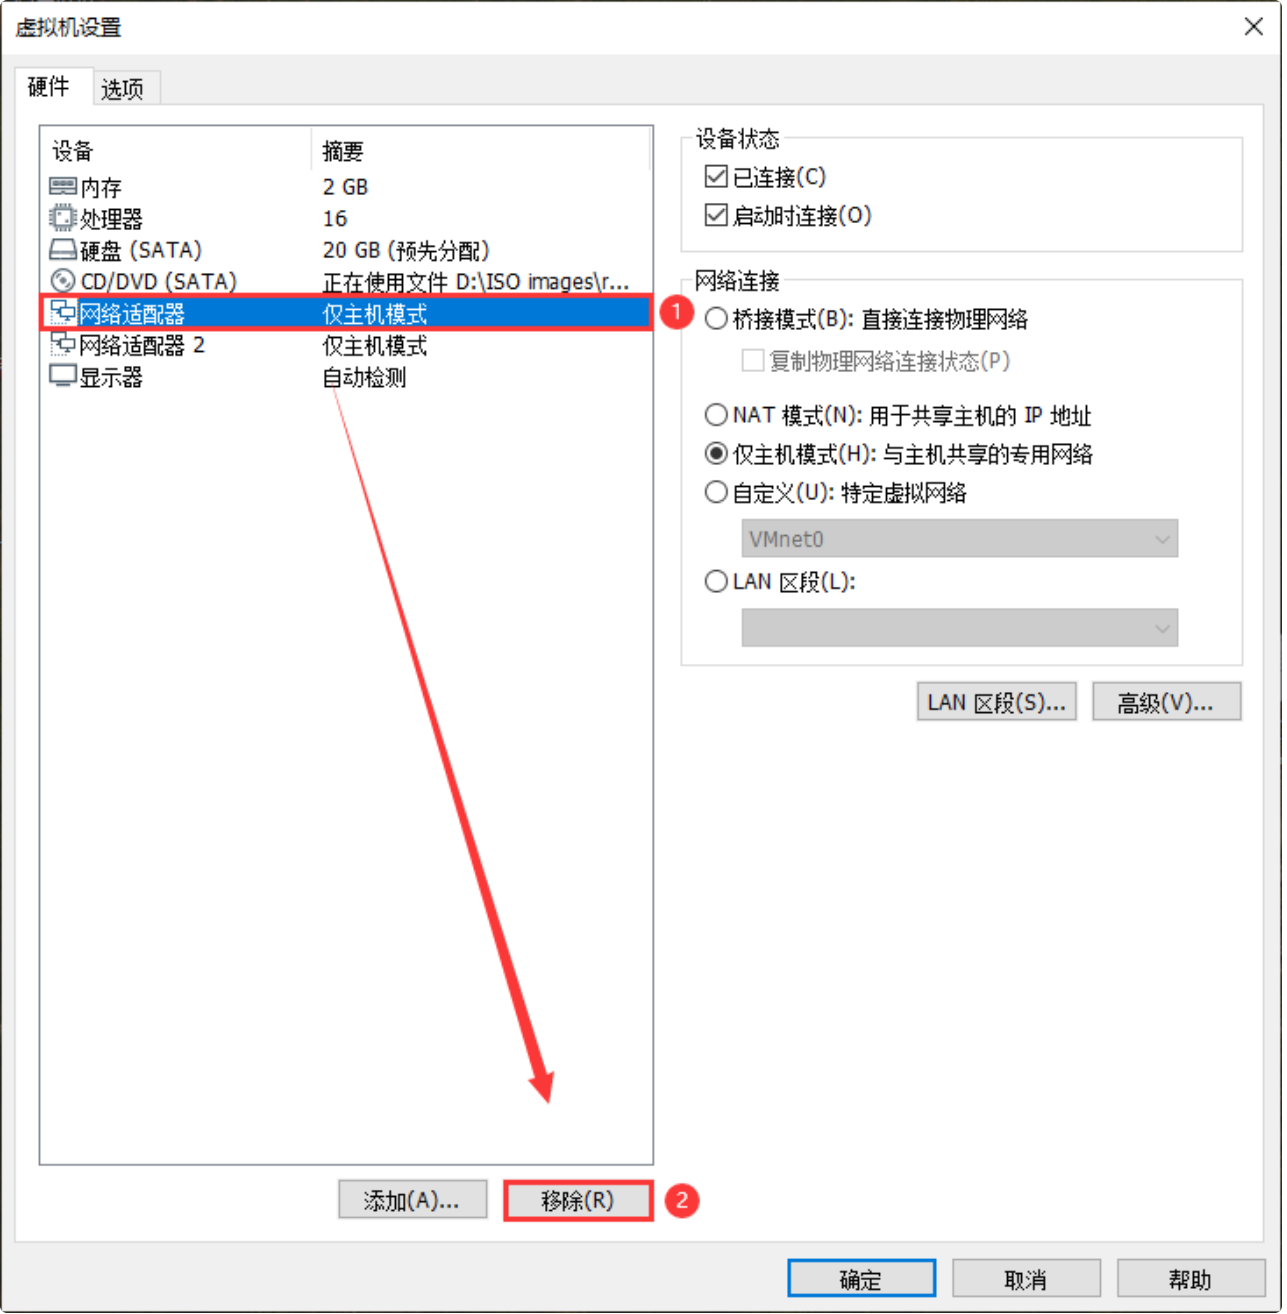 虚拟机设置
硬件
选项
设备 摘要
内存 2 GB
处理器 16
硬盘 (SATA) 20 GB (预先分配)
CD/DVD (SATA) 正在使用文件 D:\ISO images\r...
网络适配器 仅主机模式
1
网络适配器 2 仅主机模式
显示器 自动检测
设备状态
已连接(C)
启动时连接(O)
网络连接
桥接模式(B): 直接连接物理网络
复制物理网络连接状态(P)
NAT 模式(N): 用于共享主机的 IP 地址
仅主机模式(H): 与主机共享的专用网络
自定义(U): 特定虚拟网络
VMnet0
LAN 区段(L):
LAN 区段(S)...
高级(V)...
添加(A)...
移除(R)
2
确定
取消
帮助